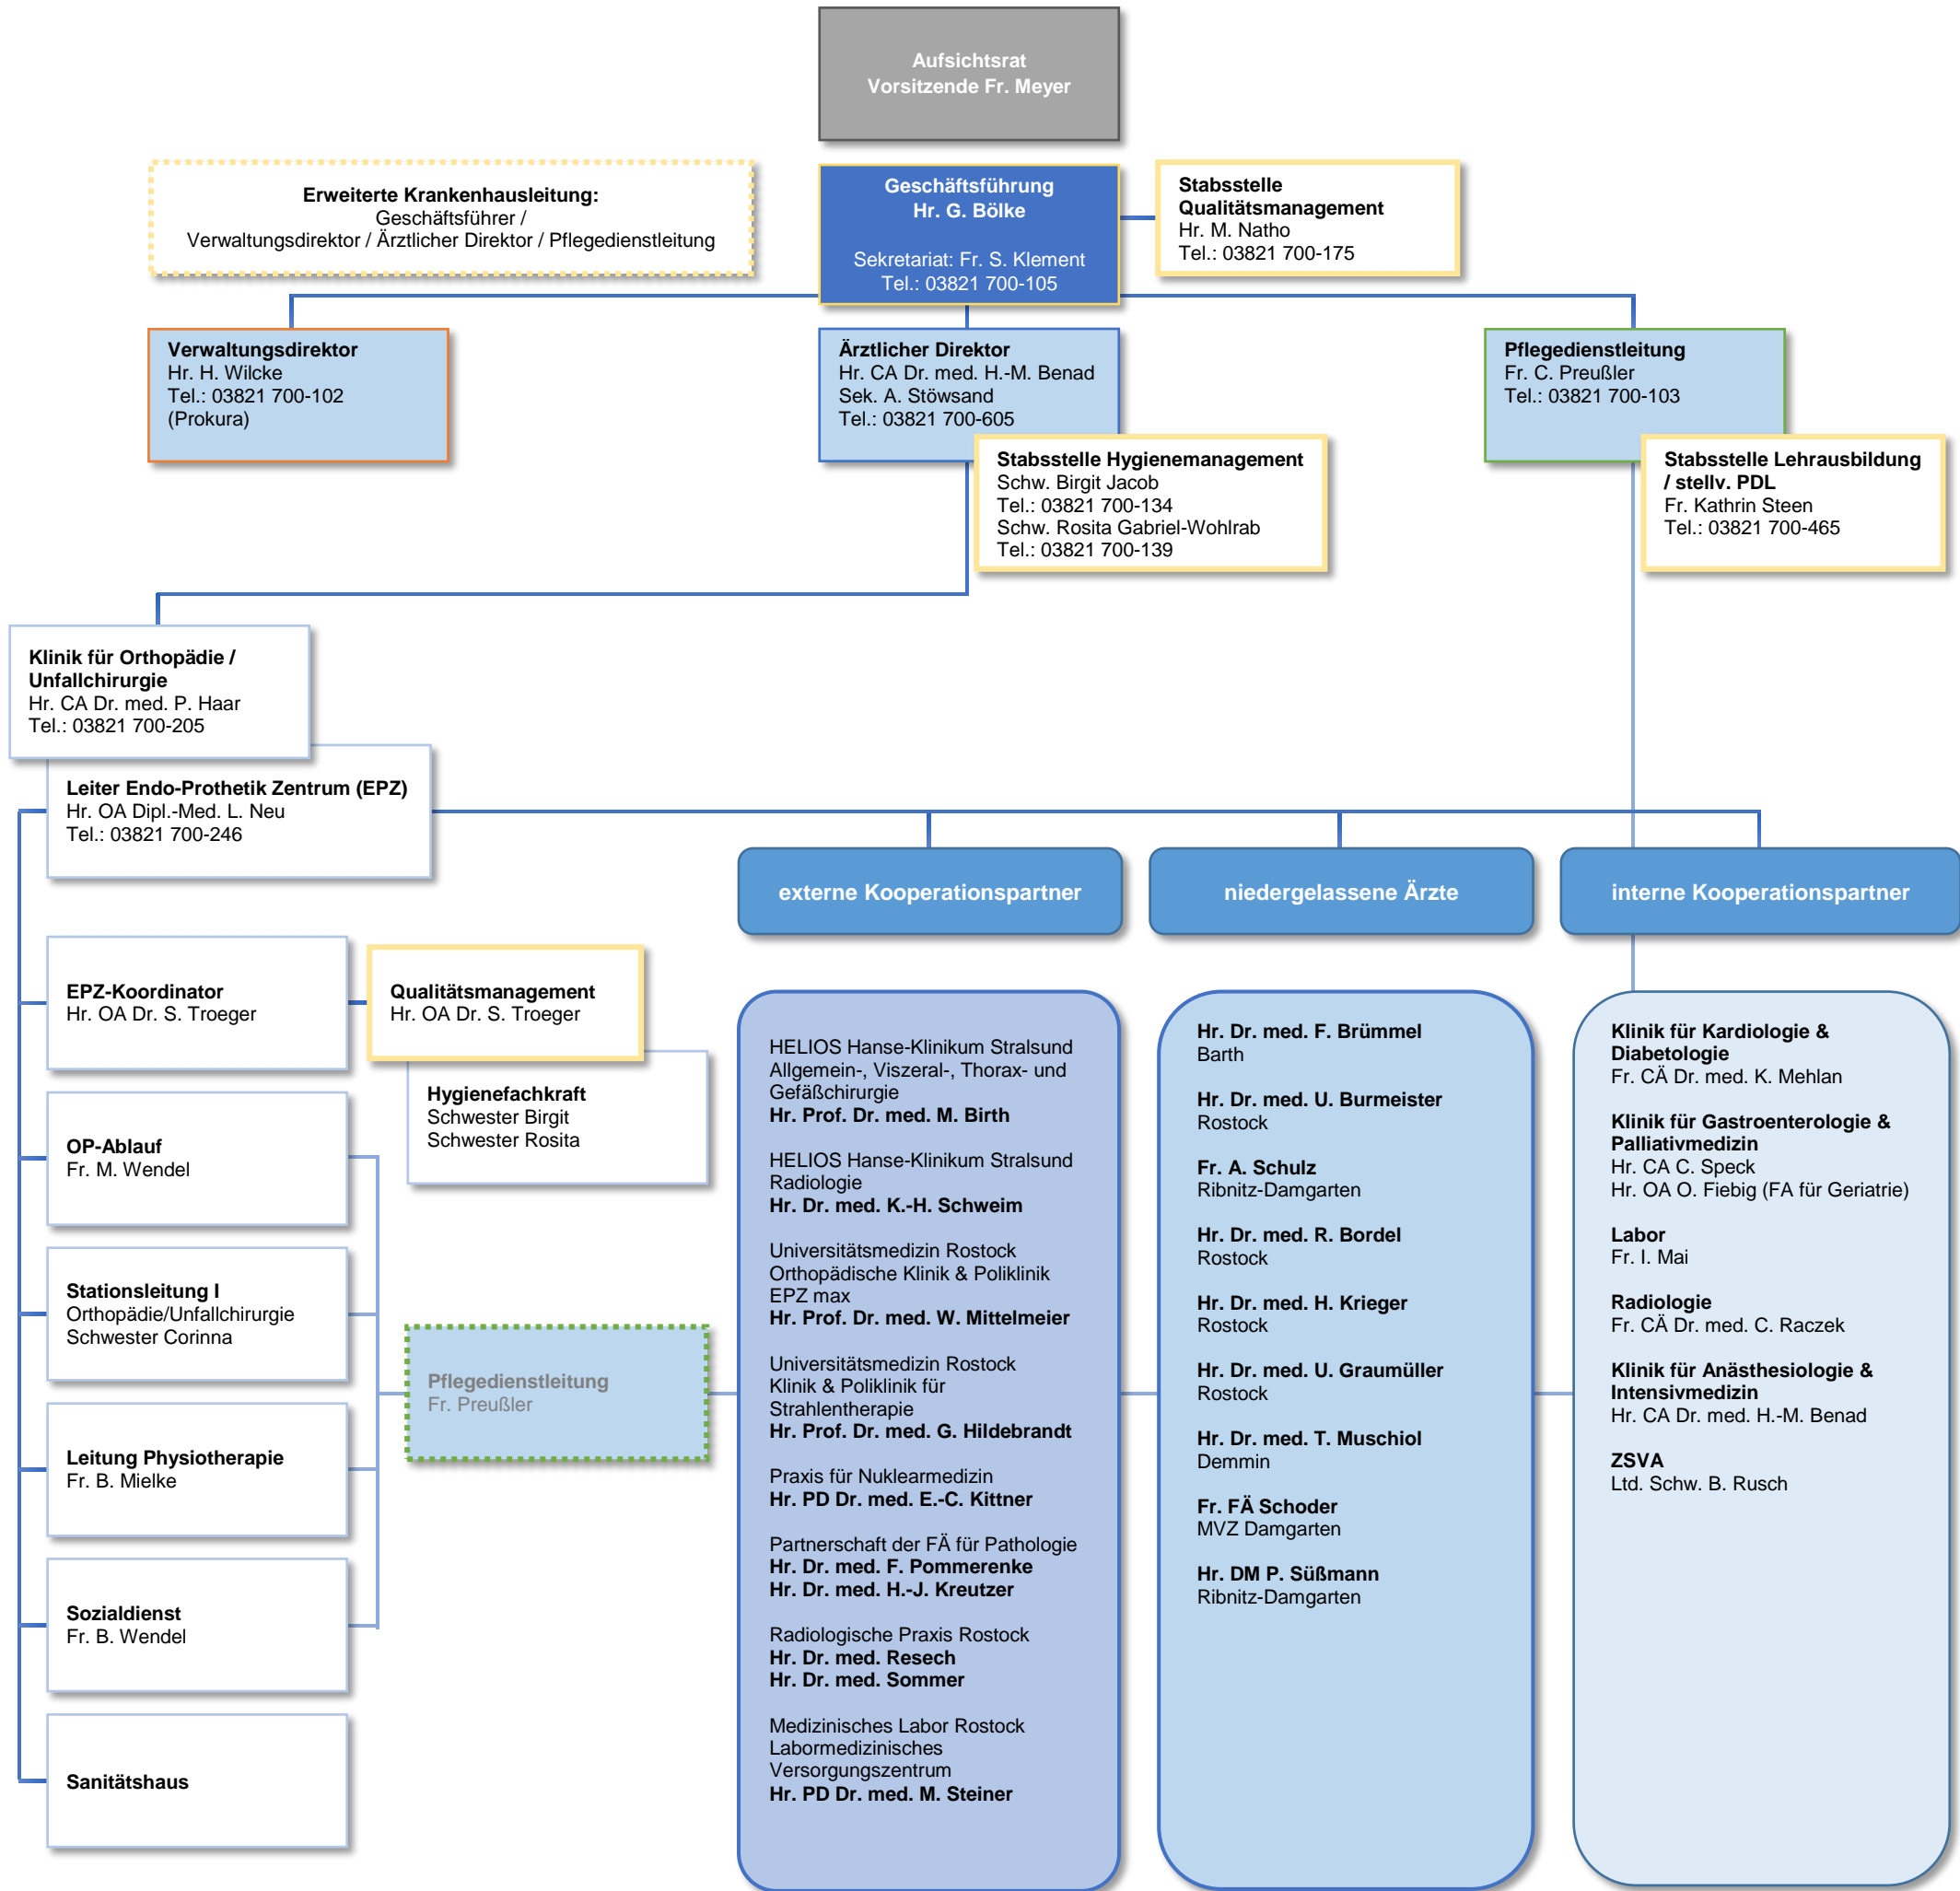 Aufsichtsrat
Vorsitzende Fr. Meyer
Erweiterte Krankenhausleitung:
Geschäftsführer /
Verwaltungsdirektor / Ärztlicher Direktor / Pflegedienstleitung
Geschäftsführung
Hr. G. Bölke
Sekretariat: Fr. S. Klement
Tel.: 03821 700-105
Stabsstelle
Qualitätsmanagement
Hr. M. Natho
Tel.: 03821 700-175
Verwaltungsdirektor
Hr. H. Wilcke
Tel.: 03821 700-102
(Prokura)
Ärztlicher Direktor
Hr. CA Dr. med. H.-M. Benad
Sek. A. Stöwsand
Tel.: 03821 700-605
Pflegedienstleitung
Fr. C. Preußler
Tel.: 03821 700-103
Stabsstelle Hygienemanagement
Schw. Birgit Jacob
Tel.: 03821 700-134
Schw. Rosita Gabriel-Wohlrab
Tel.: 03821 700-139
Stabsstelle Lehrausbildung
/ stellv. PDL
Fr. Kathrin Steen
Tel.: 03821 700-465
Klinik für Orthopädie /
Unfallchirurgie
Hr. CA Dr. med. P. Haar
Tel.: 03821 700-205
Leiter Endo-Prothetik Zentrum (EPZ)
Hr. OA Dipl.-Med. L. Neu
Tel.: 03821 700-246
EPZ-Koordinator
Hr. OA Dr. S. Troeger
Qualitätsmanagement
Hr. OA Dr. S. Troeger
Hygienefachkraft
Schwester Birgit
Schwester Rosita
OP-Ablauf
Fr. M. Wendel
Stationsleitung I
Orthopädie/Unfallchirurgie
Schwester Corinna
Pflegedienstleitung
Fr. Preußler
Leitung Physiotherapie
Fr. B. Mielke
Sozialdienst
Fr. B. Wendel
Sanitätshaus
externe Kooperationspartner
HELIOS Hanse-Klinikum Stralsund
Allgemein-, Viszeral-, Thorax- und
Gefäßchirurgie
Hr. Prof. Dr. med. M. Birth
HELIOS Hanse-Klinikum Stralsund
Radiologie
Hr. Dr. med. K.-H. Schweim
Universitätsmedizin Rostock
Orthopädische Klinik & Poliklinik
EPZ max
Hr. Prof. Dr. med. W. Mittelmeier
Universitätsmedizin Rostock
Klinik & Poliklinik für
Strahlentherapie
Hr. Prof. Dr. med. G. Hildebrandt
Praxis für Nuklearmedizin
Hr. PD Dr. med. E.-C. Kittner
Partnerschaft der FÄ für Pathologie
Hr. Dr. med. F. Pommerenke
Hr. Dr. med. H.-J. Kreutzer
Radiologische Praxis Rostock
Hr. Dr. med. Resech
Hr. Dr. med. Sommer
Medizinisches Labor Rostock
Labormedizinisches
Versorgungszentrum
Hr. PD Dr. med. M. Steiner
niedergelassene Ärzte
Hr. Dr. med. F. Brümmel
Barth
Hr. Dr. med. U. Burmeister
Rostock
Fr. A. Schulz
Ribnitz-Damgarten
Hr. Dr. med. R. Bordel
Rostock
Hr. Dr. med. H. Krieger
Rostock
Hr. Dr. med. U. Graumüller
Rostock
Hr. Dr. med. T. Muschiol
Demmin
Fr. FÄ Schoder
MVZ Damgarten
Hr. DM P. Süßmann
Ribnitz-Damgarten
interne Kooperationspartner
Klinik für Kardiologie &
Diabetologie
Fr. CÄ Dr. med. K. Mehlan
Klinik für Gastroenterologie &
Palliativmedizin
Hr. CA C. Speck
Hr. OA O. Fiebig (FA für Geriatrie)
Labor
Fr. I. Mai
Radiologie
Fr. CÄ Dr. med. C. Raczek
Klinik für Anästhesiologie &
Intensivmedizin
Hr. CA Dr. med. H.-M. Benad
ZSVA
Ltd. Schw. B. Rusch